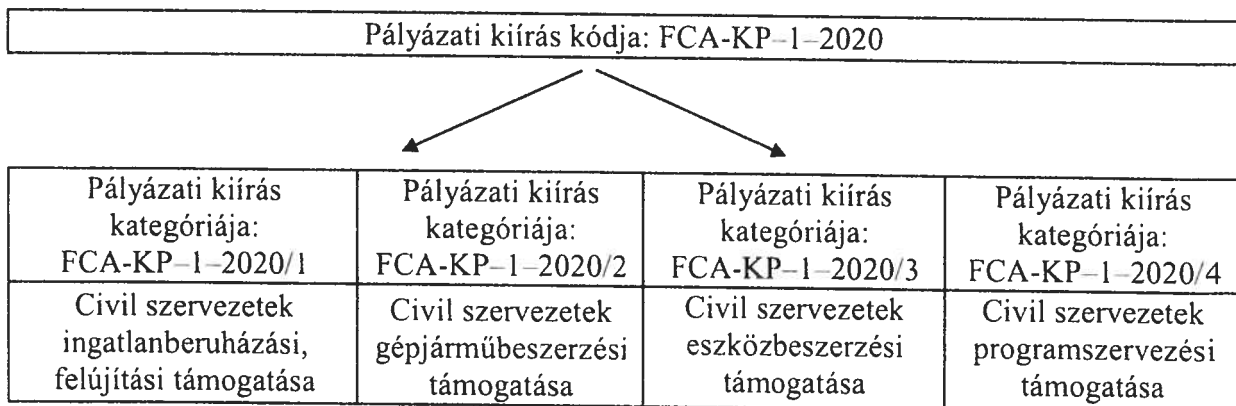 Pályázati kiírás kódja: FCA-KP–1–2020
Pályázati kiírás
kategóriája:
FCA-KP–1–2020/1
Pályázati kiírás
kategóriája:
FCA-KP–1–2020/2
Pályázati kiírás
kategóriája:
FCA-KP–1–2020/3
Pályázati kiírás
kategóriája:
FCA-KP–1–2020/4
Civil szervezetek
ingatlanberuházási,
felújítási támogatása
Civil szervezetek
gépjárműbeszerzési
támogatása
Civil szervezetek
eszközbeszerzési
támogatása
Civil szervezetek
programszervezési
támogatása